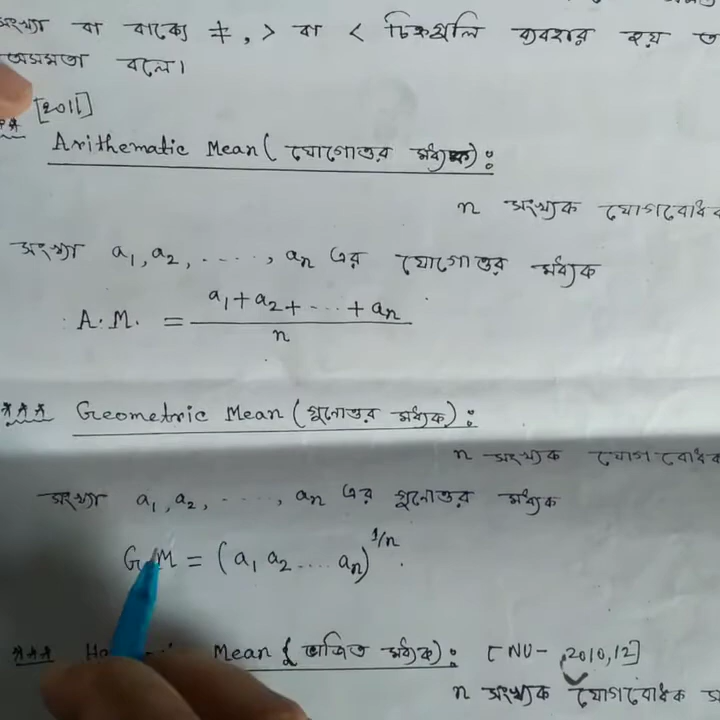 সংখ্যা বা বাক্যে ≠, > বা < চিহ্নগুলি ব্যবহার হয় ত
অসমতা বলে।
[2011]
Arithematic Mean ( যোগোত্তর মধ্যক) :
n সংখ্যক যোগবোধক
সংখ্যা a₁, a₂, ....., aₙ এর যোগোত্তর মধ্যক
A.M. = (a₁ + a₂ + ... + aₙ) / n
*** Geometric Mean ( গুনোত্তর মধ্যক) :
n সংখ্যক যোগবোধক
সংখ্যা a₁, a₂, ....., aₙ এর গুনোত্তর মধ্যক
G.M = (a₁ a₂ .... aₙ)^1/n.
*** Mean ( ভাজিত মধ্যক) : [NU- 2010,12]
n সংখ্যক যোগবোধক স